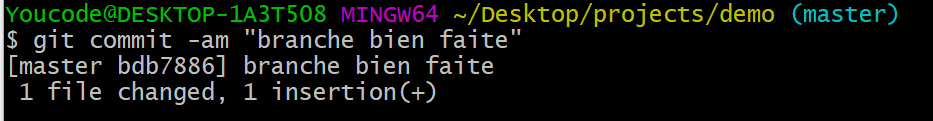 Youcode@DESKTOP-1A3T5O8 MINGW64 ~/Desktop/projects/demo (master)
$ git commit -am "branche bien faite"
[master bdb7886] branche bien faite
 1 file changed, 1 insertion(+)